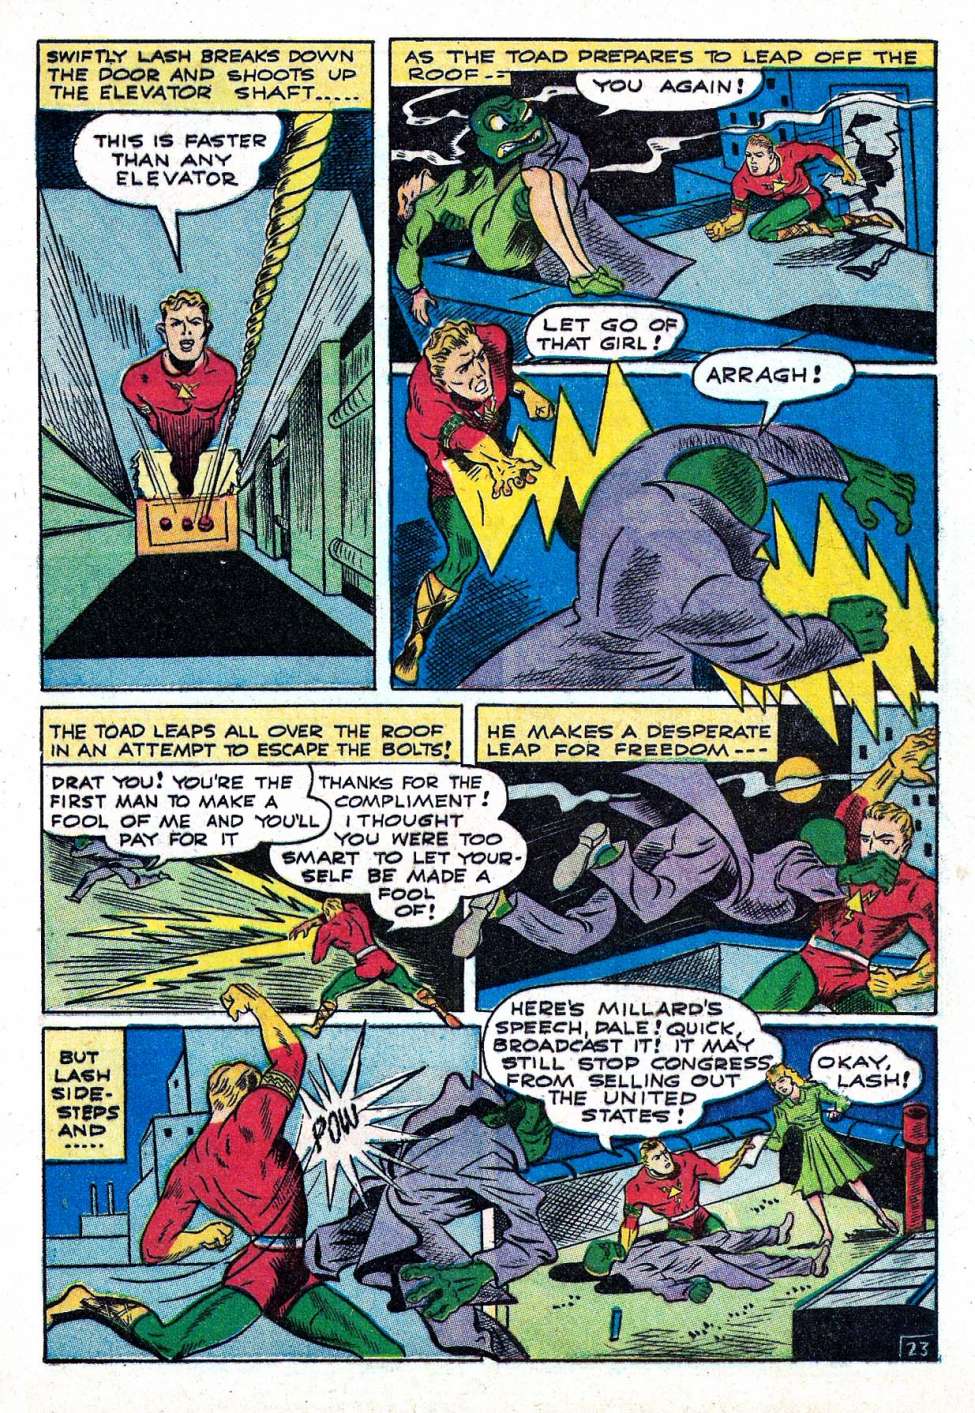 SWIFTLY LASH BREAKS DOWN
THE DOOR AND SHOOTS UP
THE ELEVATOR SHAFT.....
THIS IS FASTER
THAN ANY
ELEVATOR
AS THE TOAD PREPARES TO LEAP OFF THE
ROOF--
YOU AGAIN!
LET GO OF
THAT GIRL!
ARRAGH!
THE TOAD LEAPS ALL OVER THE ROOF
IN AN ATTEMPT TO ESCAPE THE BOLTS!
DRAT YOU! YOU'RE THE
FIRST MAN TO MAKE A
FOOL OF ME AND YOU'LL
PAY FOR IT
THANKS FOR THE
COMPLIMENT!
I THOUGHT
YOU WERE TOO
SMART TO LET YOUR-
SELF BE MADE A
FOOL
OF!
HE MAKES A DESPERATE
LEAP FOR FREEDOM---
BUT
LASH
SIDE-
STEPS
AND
.....
POW
HERE'S MILLARD'S
SPEECH, DALE! QUICK,
BROADCAST IT! IT MAY
STILL STOP CONGRESS
FROM SELLING OUT
THE UNITED
STATES!
OKAY,
LASH!
23